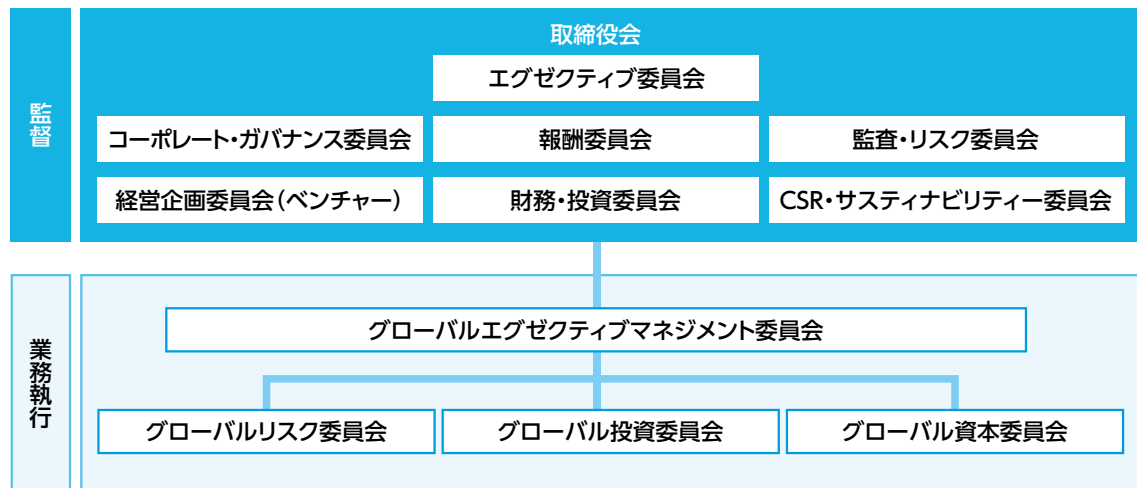 取締役会
監督
エグゼクティブ委員会
コーポレート・ガバナンス委員会
報酬委員会
監査・リスク委員会
経営企画委員会(ベンチャー)
財務・投資委員会
CSR・サスティナビリティー委員会
業務執行
グローバルエグゼクティブマネジメント委員会
グローバルリスク委員会
グローバル投資委員会
グローバル資本委員会